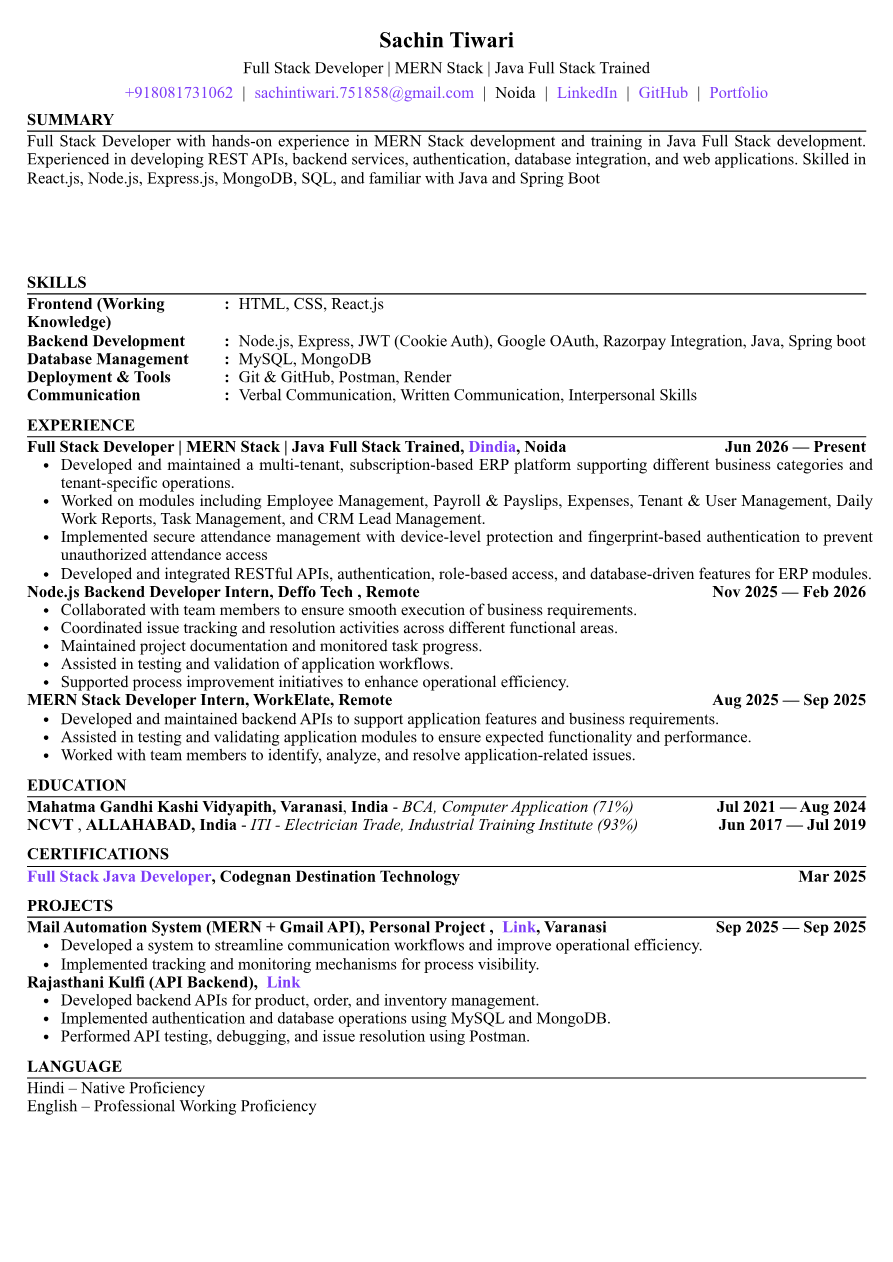 Sachin Tiwari
Full Stack Developer | MERN Stack | Java Full Stack Trained
+918081731062 | sachintiwari.751858@gmail.com | Noida | LinkedIn | GitHub | Portfolio
SUMMARY
Full Stack Developer with hands-on experience in MERN Stack development and training in Java Full Stack development.
Experienced in developing REST APIs, backend services, authentication, database integration, and web applications. Skilled in
React.js, Node.js, Express.js, MongoDB, SQL, and familiar with Java and Spring Boot
SKILLS
Frontend (Working : HTML, CSS, React.js
Knowledge)
Backend Development : Node.js, Express, JWT (Cookie Auth), Google OAuth, Razorpay Integration, Java, Spring boot
Database Management : MySQL, MongoDB
Deployment & Tools : Git & GitHub, Postman, Render
Communication : Verbal Communication, Written Communication, Interpersonal Skills
EXPERIENCE
Full Stack Developer | MERN Stack | Java Full Stack Trained, Dindia, Noida Jun 2026 — Present
• Developed and maintained a multi-tenant, subscription-based ERP platform supporting different business categories and
tenant-specific operations.
• Worked on modules including Employee Management, Payroll & Payslips, Expenses, Tenant & User Management, Daily
Work Reports, Task Management, and CRM Lead Management.
• Implemented secure attendance management with device-level protection and fingerprint-based authentication to prevent
unauthorized attendance access
• Developed and integrated RESTful APIs, authentication, role-based access, and database-driven features for ERP modules.
Node.js Backend Developer Intern, Deffo Tech , Remote Nov 2025 — Feb 2026
• Collaborated with team members to ensure smooth execution of business requirements.
• Coordinated issue tracking and resolution activities across different functional areas.
• Maintained project documentation and monitored task progress.
• Assisted in testing and validation of application workflows.
• Supported process improvement initiatives to enhance operational efficiency.
MERN Stack Developer Intern, WorkElate, Remote Aug 2025 — Sep 2025
• Developed and maintained backend APIs to support application features and business requirements.
• Assisted in testing and validating application modules to ensure expected functionality and performance.
• Worked with team members to identify, analyze, and resolve application-related issues.
EDUCATION
Mahatma Gandhi Kashi Vidyapith, Varanasi, India - BCA, Computer Application (71%) Jul 2021 — Aug 2024
NCVT , ALLAHABAD, India - ITI - Electrician Trade, Industrial Training Institute (93%) Jun 2017 — Jul 2019
CERTIFICATIONS
Full Stack Java Developer, Codegnan Destination Technology Mar 2025
PROJECTS
Mail Automation System (MERN + Gmail API), Personal Project , Link, Varanasi Sep 2025 — Sep 2025
• Developed a system to streamline communication workflows and improve operational efficiency.
• Implemented tracking and monitoring mechanisms for process visibility.
Rajasthani Kulfi (API Backend), Link
• Developed backend APIs for product, order, and inventory management.
• Implemented authentication and database operations using MySQL and MongoDB.
• Performed API testing, debugging, and issue resolution using Postman.
LANGUAGE
Hindi – Native Proficiency
English – Professional Working Proficiency